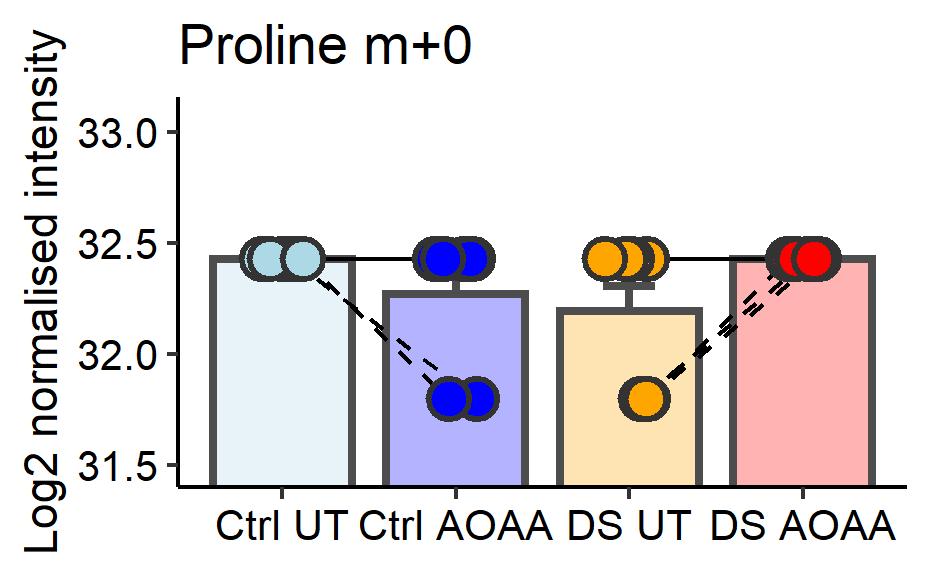 Proline m+0
Log2 normalised intensity
33.0
32.5
32.0
31.5
Ctrl UT
Ctrl AOAA
DS UT
DS AOAA